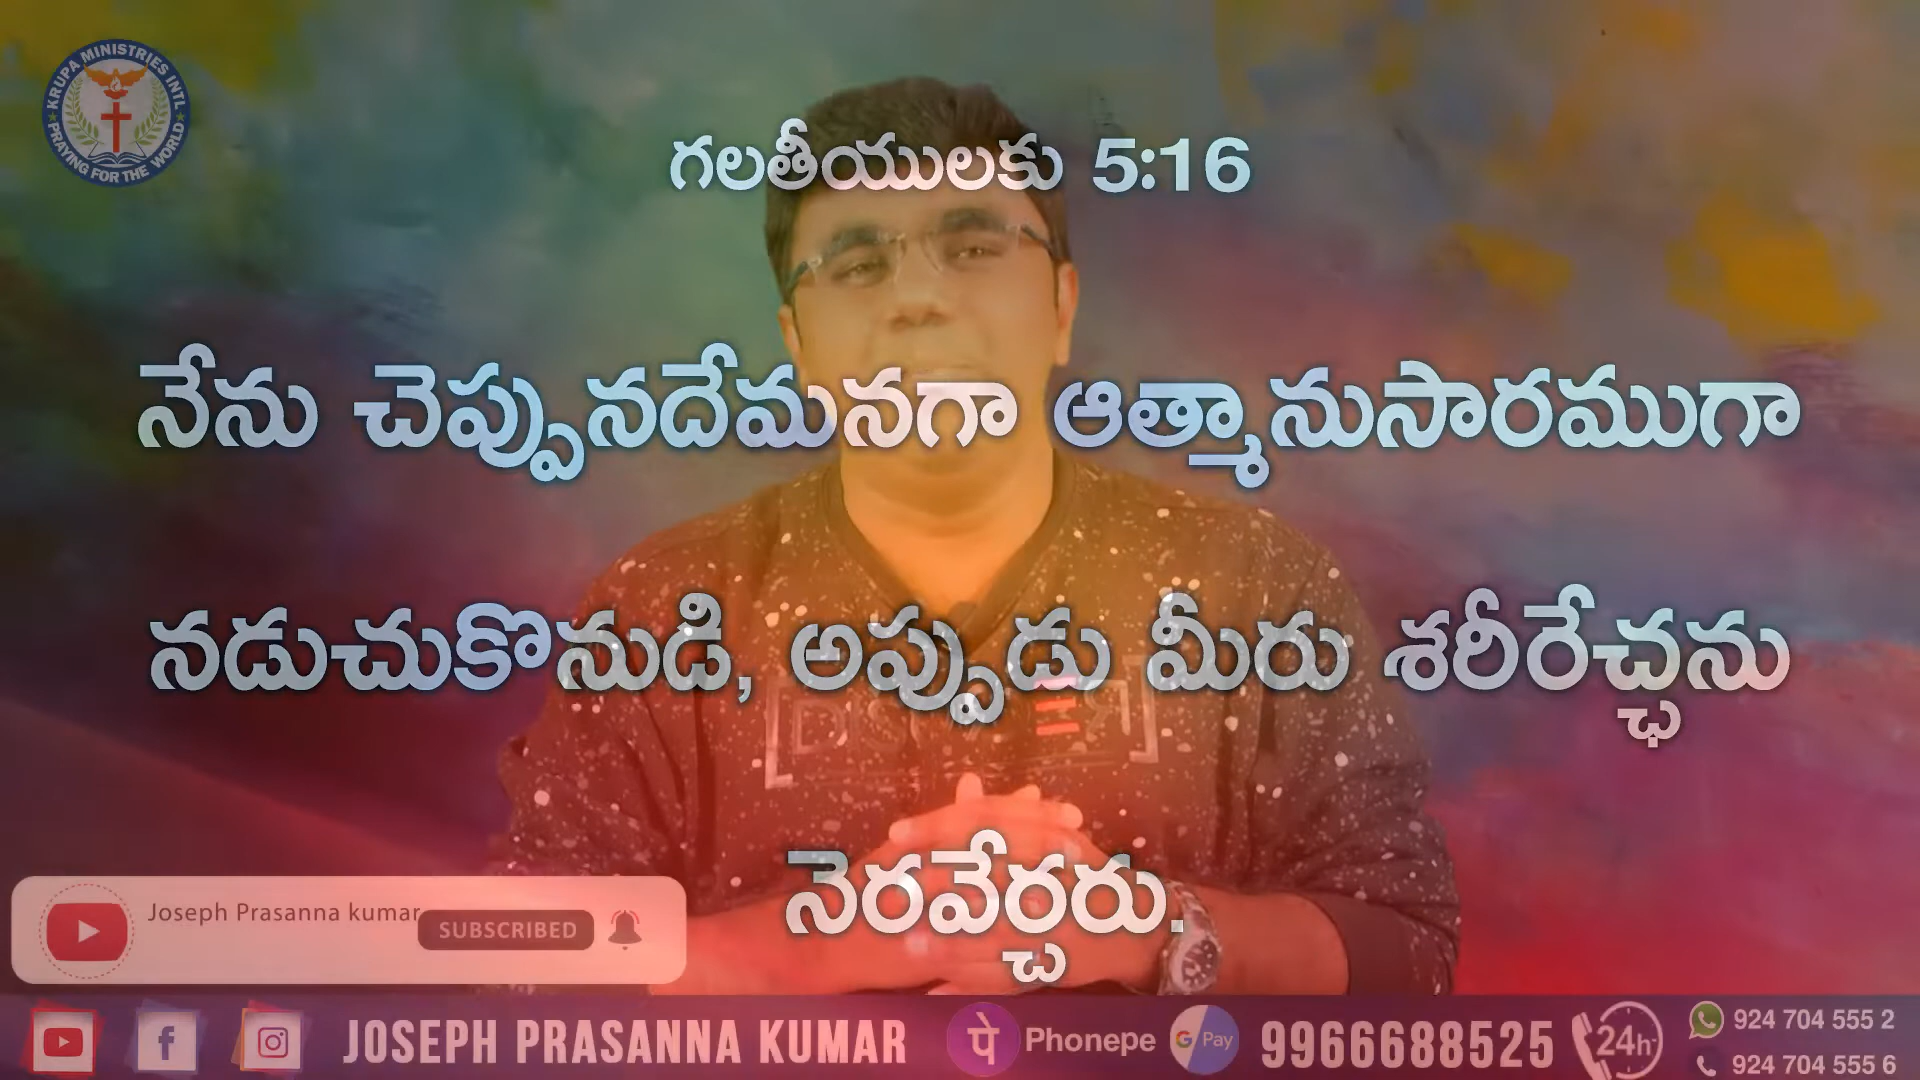 KRUPA MINISTRIES INTL
PRAYING FOR THE WORLD
గలతీయులకు 5:16
నేను చెప్పునదేమనగా ఆత్మానుసారముగా
నడుచుకొనుడి, అప్పుడు మీరు శరీరేచ్ఛను
నెరవేర్చరు.
Joseph Prasanna kumar
SUBSCRIBED
JOSEPH PRASANNA KUMAR
पे Phonepe
G Pay
9966688525
24h
924 704 555 2
924 704 555 6